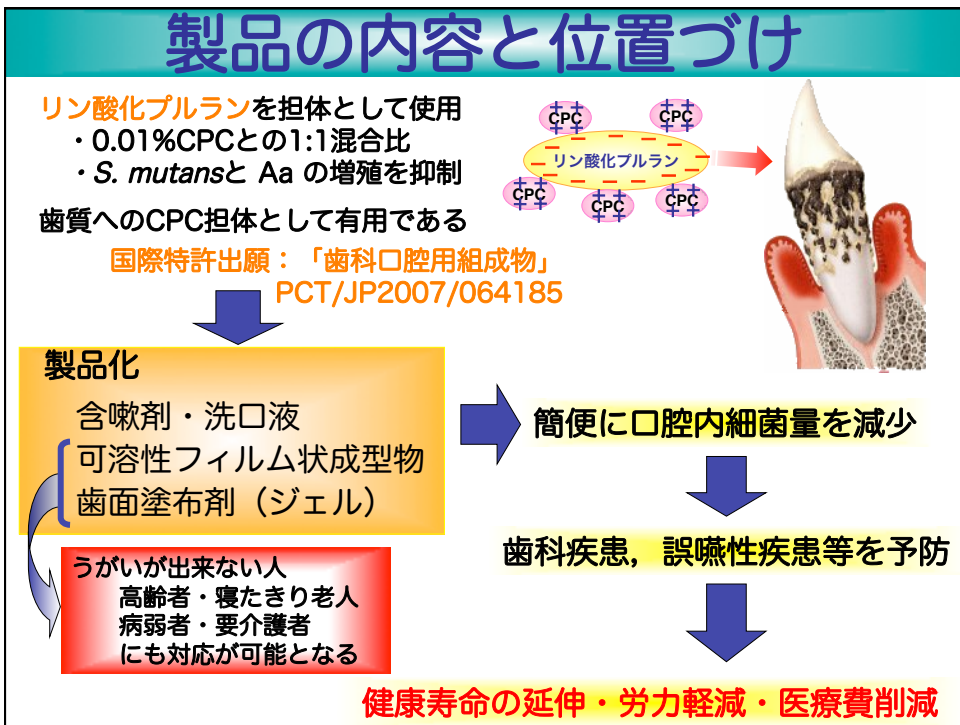 製品の内容と位置づけ
リン酸化プルランを担体として使用
・0.01%CPCとの1:1混合比
・S. mutansと Aa の増殖を抑制
歯質へのCPC担体として有用である
国際特許出願：「歯科口腔用組成物」
PCT/JP2007/064185
CPC
CPC
リン酸化プルラン
CPC
CPC
CPC
製品化
含嗽剤・洗口液
可溶性フィルム状成型物
歯面塗布剤（ジェル）
うがいが出来ない人
高齢者・寝たきり老人
病弱者・要介護者
にも対応が可能となる
簡便に口腔内細菌量を減少
歯科疾患，誤嚥性疾患等を予防
健康寿命の延伸・労力軽減・医療費削減